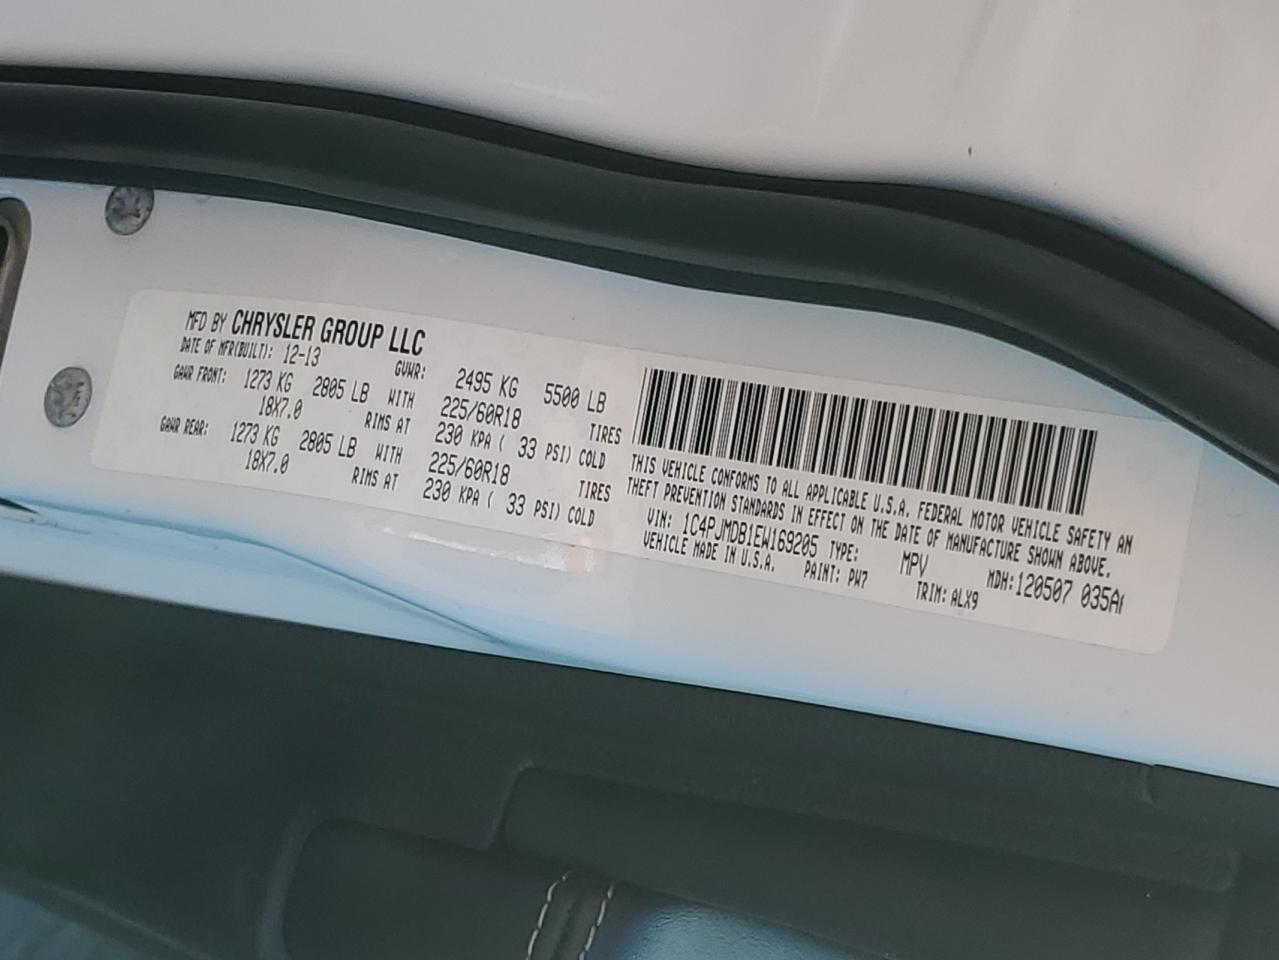 MFD BY CHRYSLER GROUP LLC
DATE OF MFR(BUILT): 12-13 GVWR: 2495 KG 5500 LB
GAWR FRONT: 1273 KG 2805 LB WITH 225/60R18 TIRES
18X7.0 RIMS AT 230 KPA ( 33 PSI) COLD
GAWR REAR: 1273 KG 2805 LB WITH 225/60R18 TIRES
18X7.0 RIMS AT 230 KPA ( 33 PSI) COLD
THIS VEHICLE CONFORMS TO ALL APPLICABLE U.S.A. FEDERAL MOTOR VEHICLE SAFETY AN
THEFT PREVENTION STANDARDS IN EFFECT ON THE DATE OF MANUFACTURE SHOWN ABOVE.
VIN: 1C4PJMDB1EW169205 TYPE: MPV MDH:120507 035A
VEHICLE MADE IN U.S.A. PAINT: PW7 TRIM: ALX9